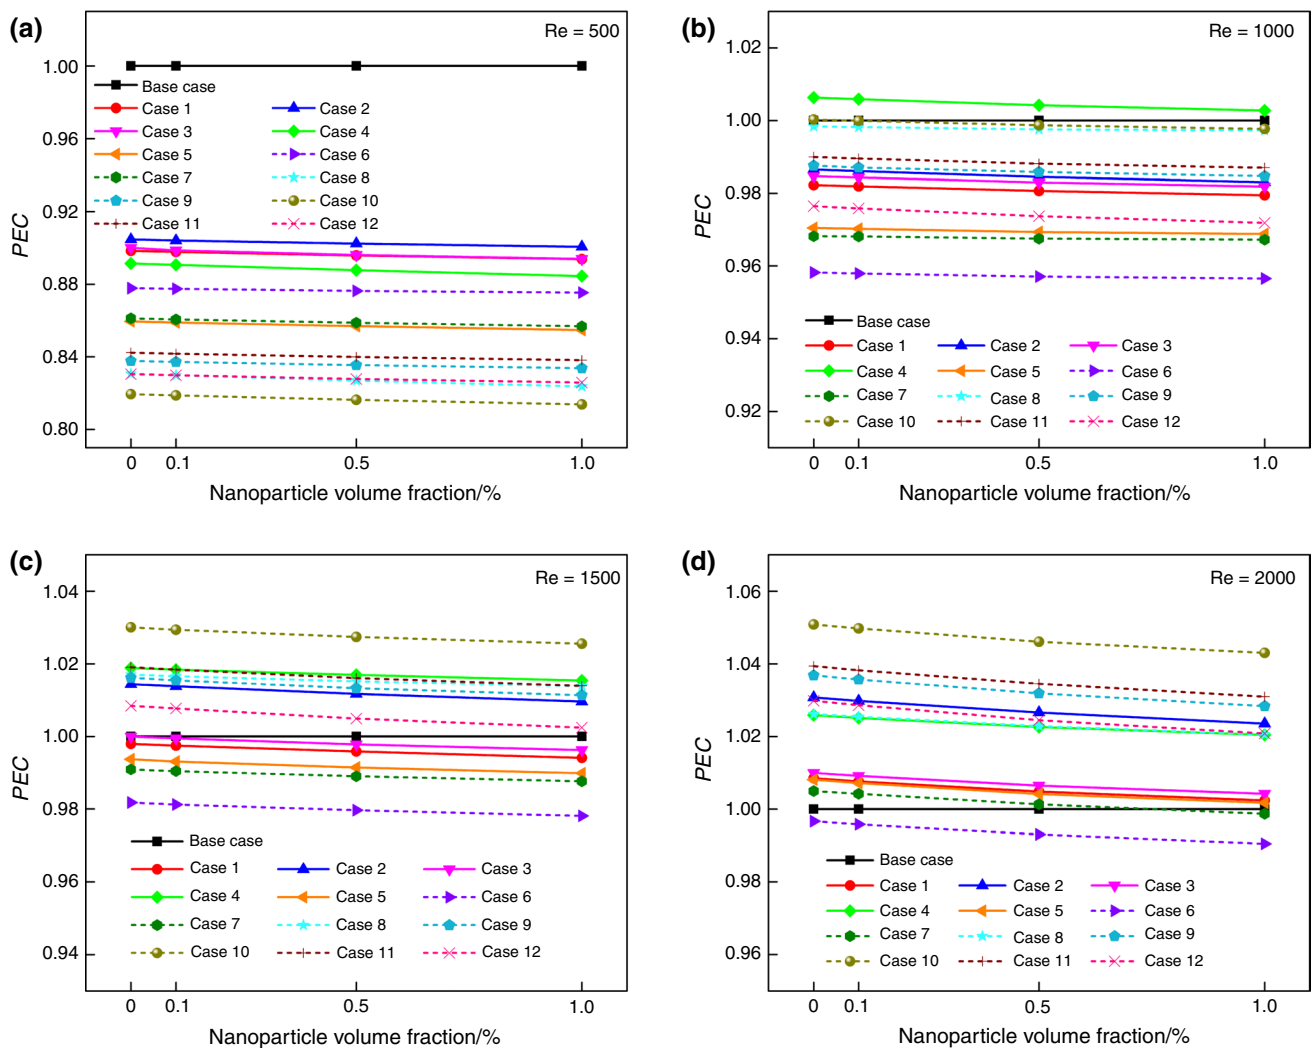 (a)
Re = 500
1.00
0.96
0.92
0.88
0.84
0.80
PEC
Base case
Case 1 Case 2
Case 3 Case 4
Case 5 Case 6
Case 7 Case 8
Case 9 Case 10
Case 11 Case 12
0 0.1 0.5 1.0
Nanoparticle volume fraction/%
(b)
Re = 1000
1.02
1.00
0.98
0.96
0.94
0.92
PEC
Base case
Case 1 Case 2 Case 3
Case 4 Case 5 Case 6
Case 7 Case 8 Case 9
Case 10 Case 11 Case 12
0 0.1 0.5 1.0
Nanoparticle volume fraction/%
(c)
Re = 1500
1.04
1.02
1.00
0.98
0.96
0.94
PEC
Base case
Case 1 Case 2 Case 3
Case 4 Case 5 Case 6
Case 7 Case 8 Case 9
Case 10 Case 11 Case 12
0 0.1 0.5 1.0
Nanoparticle volume fraction/%
(d)
Re = 2000
1.06
1.04
1.02
1.00
0.98
0.96
PEC
Base case
Case 1 Case 2 Case 3
Case 4 Case 5 Case 6
Case 7 Case 8 Case 9
Case 10 Case 11 Case 12
0 0.1 0.5 1.0
Nanoparticle volume fraction/%